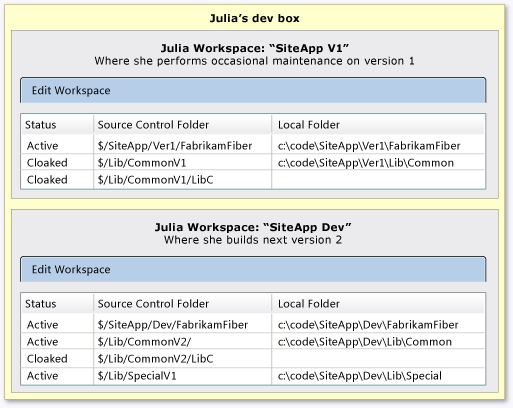 Julia's dev box
Julia Workspace: “SiteApp V1”
Where she performs occasional maintenance on version 1
Edit Workspace
Status Source Control Folder Local Folder
Active $/SiteApp/Ver1/FabrikamFiber c:\code\SiteApp\Ver1\FabrikamFiber
Cloaked $/Lib/CommonV1 c:\code\SiteApp\Ver1\Lib\Common
Cloaked $/Lib/CommonV1/LibC
Julia Workspace: “SiteApp Dev”
Where she builds next version 2
Edit Workspace
Status Source Control Folder Local Folder
Active $/SiteApp/Dev/FabrikamFiber c:\code\SiteApp\Dev\FabrikamFiber
Active $/Lib/CommonV2/ c:\code\SiteApp\Dev\Lib\Common
Cloaked $/Lib/CommonV2/LibC
Active $/Lib/SpecialV1 c:\code\SiteApp\Dev\Lib\Special